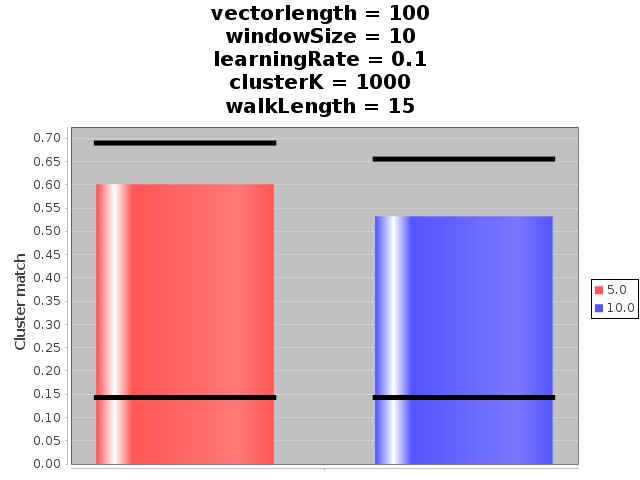 vectorlength = 100
windowSize = 10
learningRate = 0.1
clusterK = 1000
walkLength = 15
0.70
0.65
0.60
0.55
0.50
0.45
0.40
0.35
0.30
0.25
0.20
0.15
0.10
0.05
0.00
Cluster match
5.0
10.0